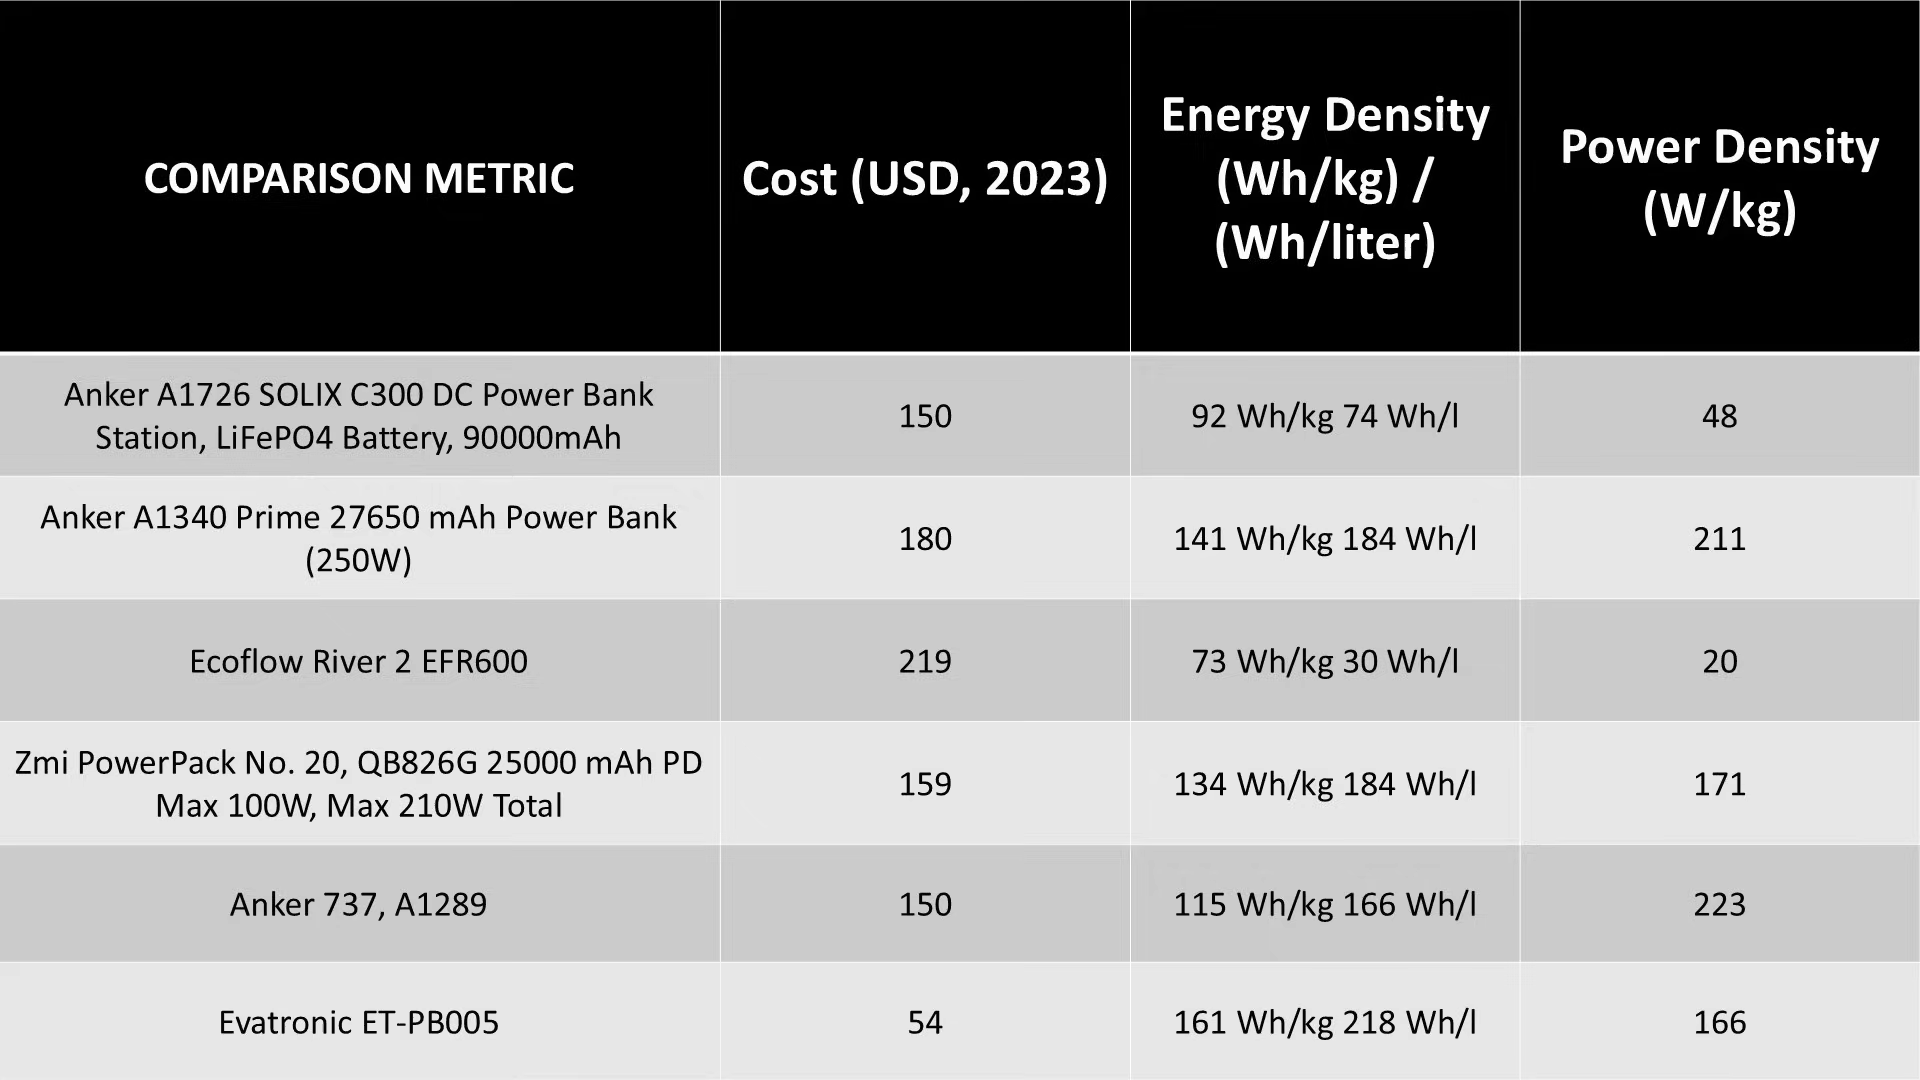 COMPARISON METRIC
Cost (USD, 2023)
Energy Density
(Wh/kg) /
(Wh/liter)
Power Density
(W/kg)
Anker A1726 SOLIX C300 DC Power Bank
Station, LiFePO4 Battery, 90000mAh
150
92 Wh/kg 74 Wh/l
48
Anker A1340 Prime 27650 mAh Power Bank
(250W)
180
141 Wh/kg 184 Wh/l
211
Ecoflow River 2 EFR600
219
73 Wh/kg 30 Wh/l
20
Zmi PowerPack No. 20, QB826G 25000 mAh PD
Max 100W, Max 210W Total
159
134 Wh/kg 184 Wh/l
171
Anker 737, A1289
150
115 Wh/kg 166 Wh/l
223
Evatronic ET-PB005
54
161 Wh/kg 218 Wh/l
166